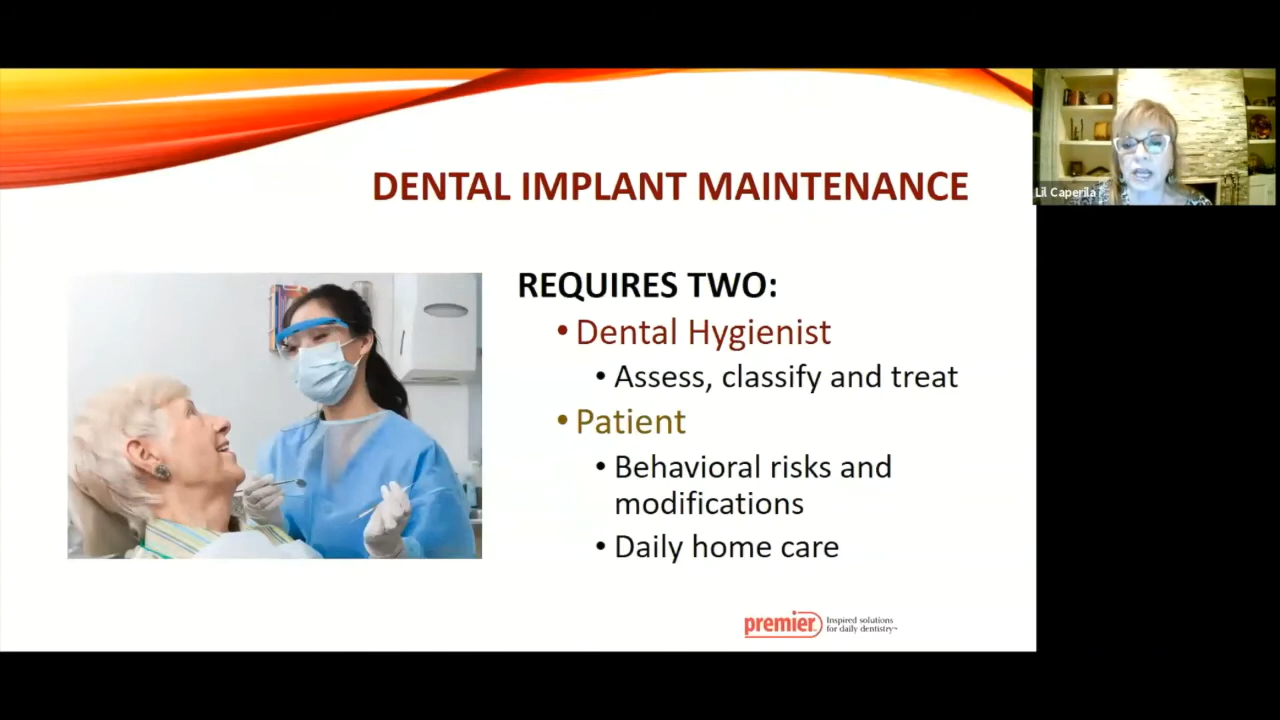 DENTAL IMPLANT MAINTENANCE
Lil Caperila
REQUIRES TWO:
• Dental Hygienist
• Assess, classify and treat
• Patient
• Behavioral risks and
modifications
• Daily home care
premier
Inspired solutions
for daily dentistry™